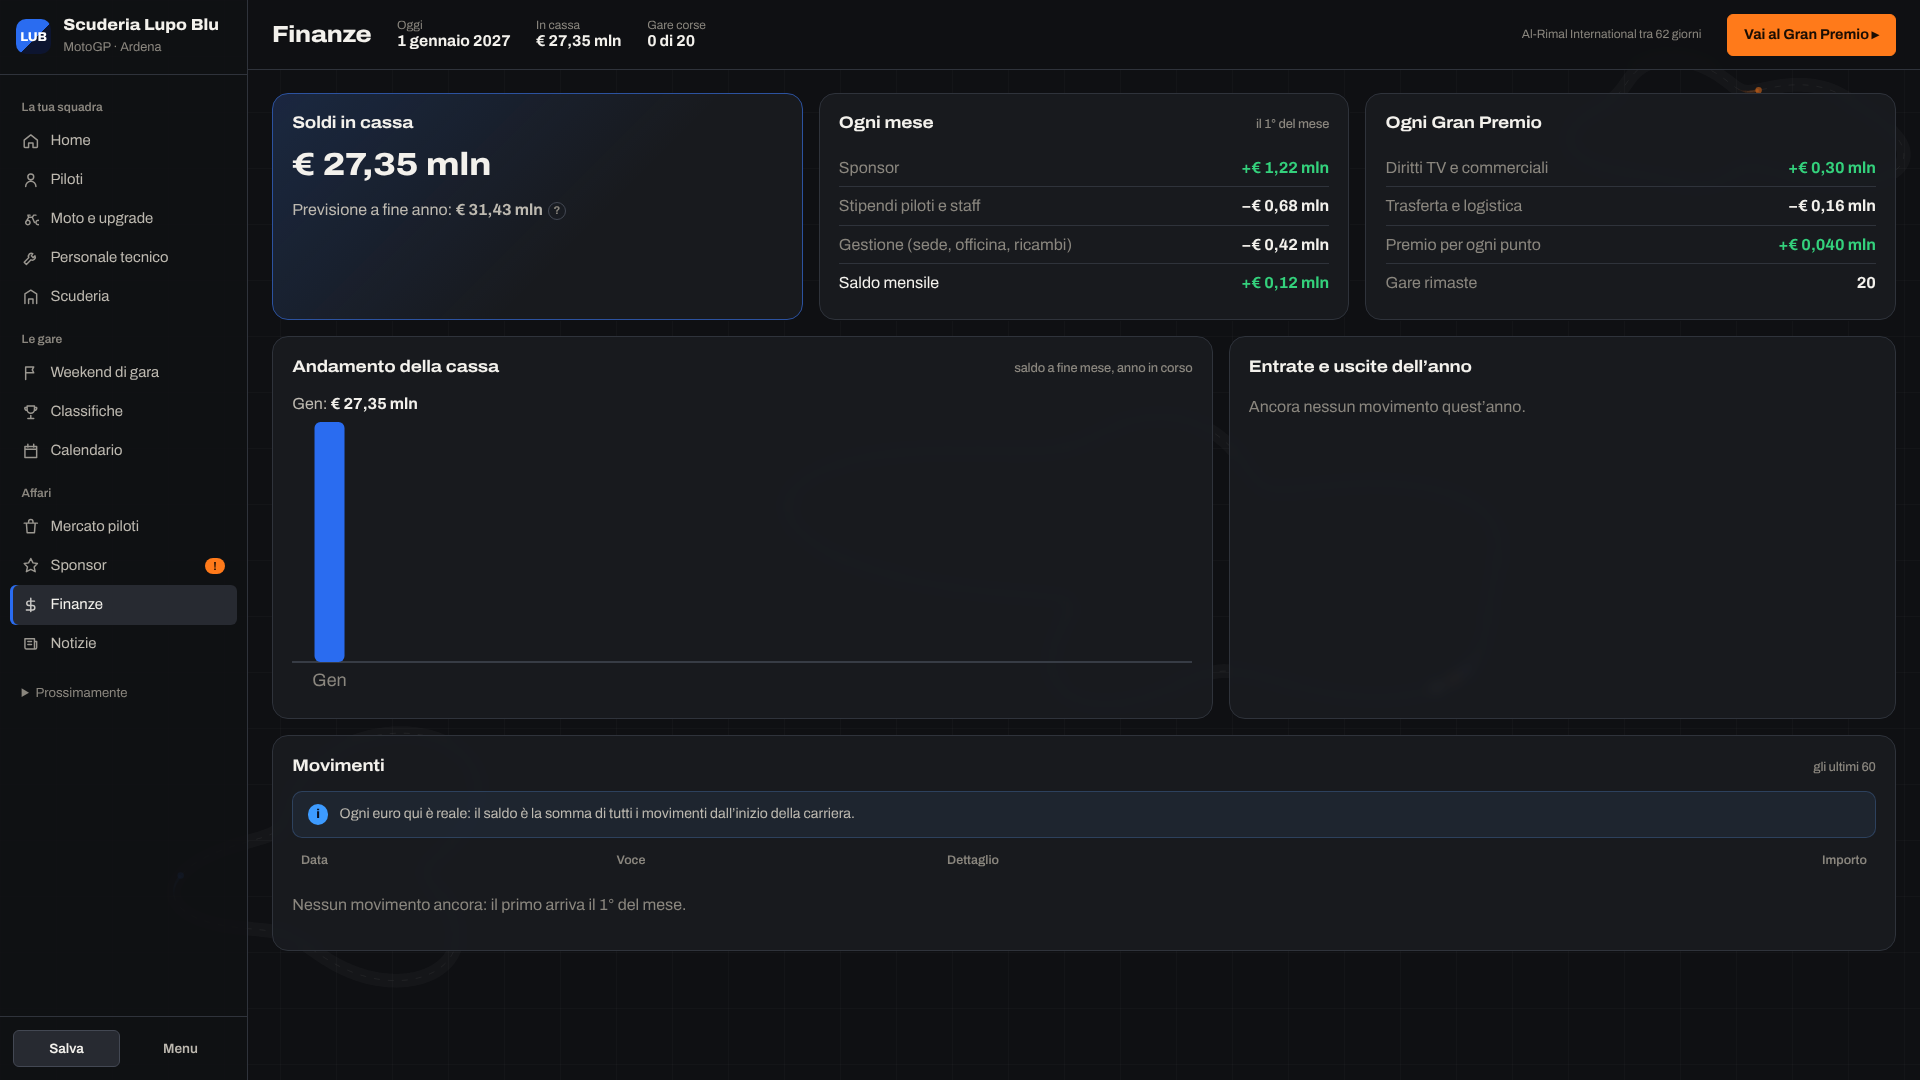 LUB
Scuderia Lupo Blu
MotoGP · Ardena
La tua squadra
Home
Piloti
Moto e upgrade
Personale tecnico
Scuderia
Le gare
Weekend di gara
Classifiche
Calendario
Affari
Mercato piloti
Sponsor !
Finanze
Notizie
▶ Prossimamente
Salva
Menu
Finanze
Oggi
1 gennaio 2027
In cassa
€ 27,35 mln
Gare corse
0 di 20
Al-Rimal International tra 62 giorni
Vai al Gran Premio ▸
Soldi in cassa
€ 27,35 mln
Previsione a fine anno: € 31,43 mln ?
Ogni mese il 1° del mese
Sponsor +€ 1,22 mln
Stipendi piloti e staff −€ 0,68 mln
Gestione (sede, officina, ricambi) −€ 0,42 mln
Saldo mensile +€ 0,12 mln
Ogni Gran Premio
Diritti TV e commerciali +€ 0,30 mln
Trasferta e logistica −€ 0,16 mln
Premio per ogni punto +€ 0,040 mln
Gare rimaste 20
Andamento della cassa saldo a fine mese, anno in corso
Gen: € 27,35 mln
Gen
Entrate e uscite dell’anno
Ancora nessun movimento quest’anno.
Movimenti gli ultimi 60
i Ogni euro qui è reale: il saldo è la somma di tutti i movimenti dall’inizio della carriera.
Data Voce Dettaglio Importo
Nessun movimento ancora: il primo arriva il 1° del mese.